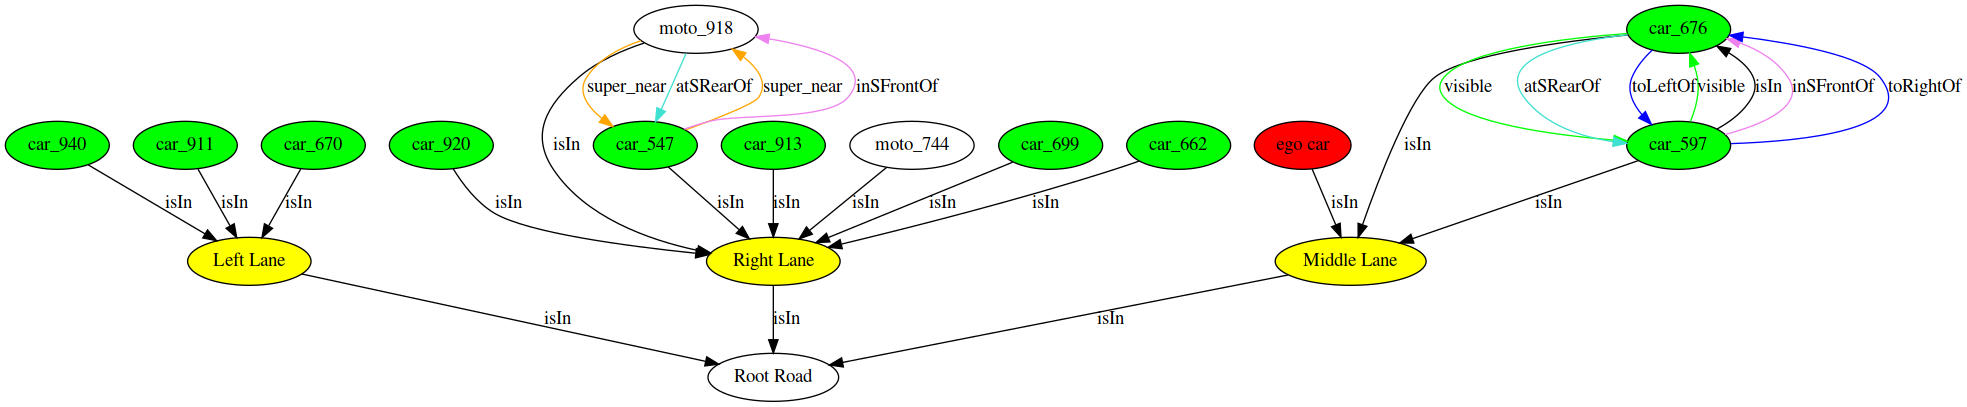 moto_918
car_676
super_near
atSRearOf
super_near
inSFrontOf
visible
atSRearOf
toLeftOf
visible
isIn
inSFrontOf
toRightOf
car_940
car_911
car_670
car_920
isIn
car_547
car_913
moto_744
car_699
car_662
ego car
isIn
car_597
isIn
isIn
isIn
isIn
isIn
isIn
isIn
isIn
isIn
isIn
isIn
Left Lane
Right Lane
Middle Lane
isIn
isIn
isIn
Root Road